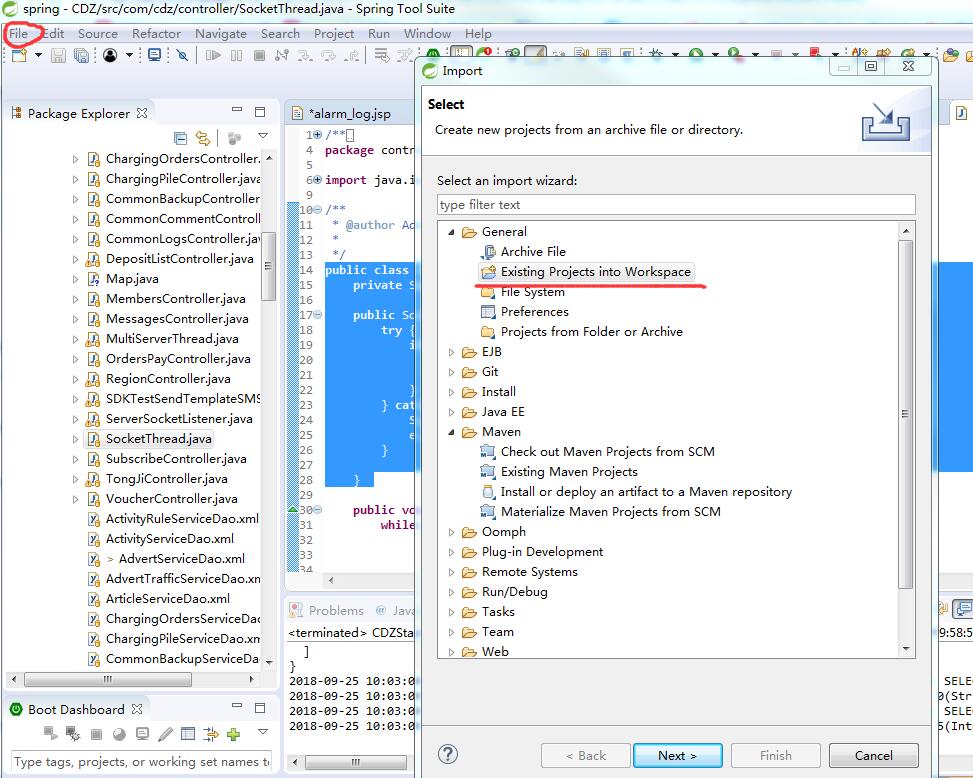 spring - CDZ/src/com/cdz/controller/SocketThread.java - Spring Tool Suite
File Edit Source Refactor Navigate Search Project Run Window Help
Package Explorer
ChargingOrdersController.
ChargingPileController.java
CommonBackupController
CommonCommentControll
CommonLogsController.jav
DepositListController.java
Map.java
MembersController.java
MessagesController.java
MultiServerThread.java
OrdersPayController.java
RegionController.java
SDKTestSendTemplateSMS
ServerSocketListener.java
SocketThread.java
SubscribeController.java
TongJiController.java
VoucherController.java
ActivityRuleServiceDao.xml
ActivityServiceDao.xml
> AdvertServiceDao.xml
AdvertTrafficServiceDao.xm
ArticleServiceDao.xml
ChargingOrdersServiceDao
ChargingPileServiceDao.xm
CommonBackupServiceDao
Boot Dashboard
Type tags, projects, or working set names to
*alarm_log.jsp
1 /**
4 package contr
5
6 import java.i
9
10 /**
11 * @author Ad
12 *
13 */
14 public class
15 private S
16
17 public So
18 try {
19 i
20
21
22 }
23 } cat
24 S
25 e
26 }
27
28 }
29
30 public vo
31 while
32
33
34
Problems @ Java
<terminated> CDZSta
9:58:5
]
}
2018-09-25 10:03:0
2018-09-25 10:03:0
2018-09-25 10:03:0
2018-09-25 10:03:0
SELEC
0(Str
SELEC
5(Int
Import
Select
Create new projects from an archive file or directory.
Select an import wizard:
type filter text
General
Archive File
Existing Projects into Workspace
File System
Preferences
Projects from Folder or Archive
EJB
Git
Install
Java EE
Maven
Check out Maven Projects from SCM
Existing Maven Projects
Install or deploy an artifact to a Maven repository
Materialize Maven Projects from SCM
Oomph
Plug-in Development
Remote Systems
Run/Debug
Tasks
Team
Web
< Back Next > Finish Cancel